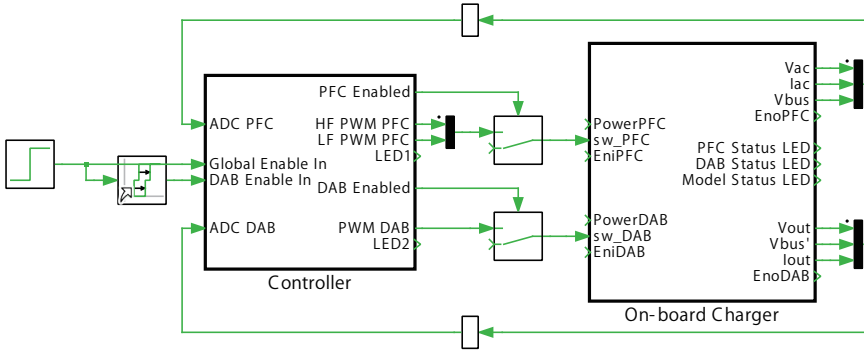 PFC Enabled
ADC PFC
HF PWM PFC
LF PWM PFC
LED1
Global Enable In
DAB Enable In
DAB Enabled
ADC DAB
PWM DAB
LED2
Controller
PowerPFC
sw_PFC
EniPFC
PowerDAB
sw_DAB
EniDAB
Vac
Iac
Vbus
EnoPFC
PFC Status LED
DAB Status LED
Model Status LED
Vout
Vbus'
Iout
EnoDAB
On-board Charger